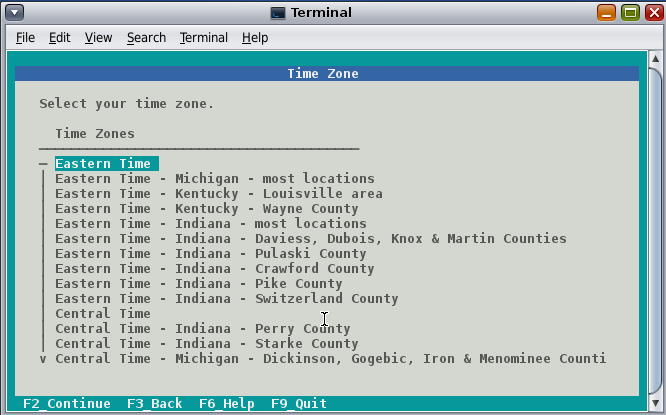 Terminal
File Edit View Search Terminal Help
Time Zone
Select your time zone.
Time Zones
Eastern Time
Eastern Time - Michigan - most locations
Eastern Time - Kentucky - Louisville area
Eastern Time - Kentucky - Wayne County
Eastern Time - Indiana - most locations
Eastern Time - Indiana - Daviess, Dubois, Knox & Martin Counties
Eastern Time - Indiana - Pulaski County
Eastern Time - Indiana - Crawford County
Eastern Time - Indiana - Pike County
Eastern Time - Indiana - Switzerland County
Central Time
Central Time - Indiana - Perry County
Central Time - Indiana - Starke County
v Central Time - Michigan - Dickinson, Gogebic, Iron & Menominee Counti
F2_Continue F3_Back F6_Help F9_Quit